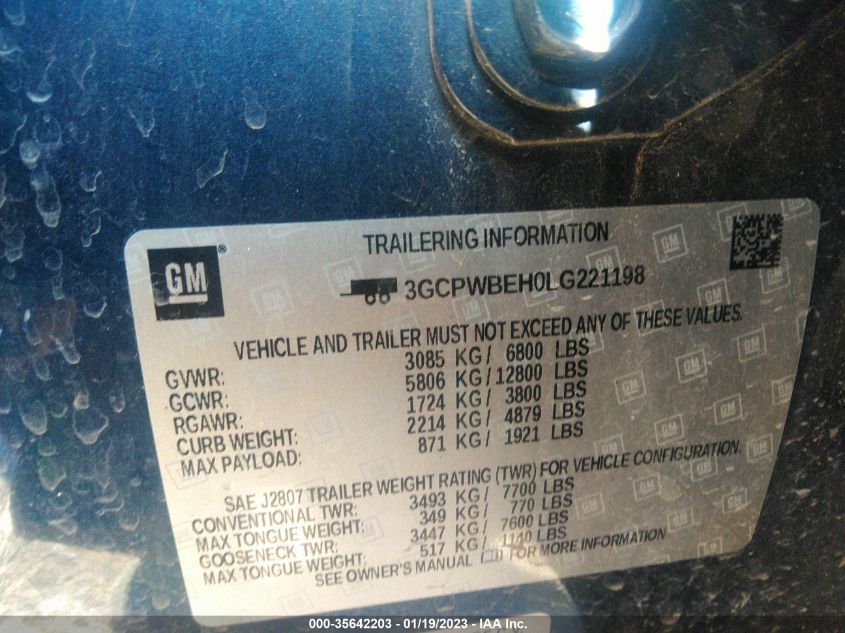 GM ®
TRAILERING INFORMATION
3GCPWBEH0LG221198
VEHICLE AND TRAILER MUST NOT EXCEED ANY OF THESE VALUES.
GVWR: 3085 KG/ 6800 LBS
GCWR: 5806 KG/12800 LBS
RGAWR: 1724 KG/ 3800 LBS
CURB WEIGHT: 2214 KG/ 4879 LBS
MAX PAYLOAD: 871 KG/ 1921 LBS
SAE J2807 TRAILER WEIGHT RATING (TWR) FOR VEHICLE CONFIGURATION.
CONVENTIONAL TWR: 3493 KG/ 7700 LBS
MAX TONGUE WEIGHT: 349 KG/ 770 LBS
GOOSENECK TWR: 3447 KG/ 7600 LBS
MAX TONGUE WEIGHT: 517 KG/ 1140 LBS
SEE OWNER'S MANUAL FOR MORE INFORMATION
000-35642203 - 01/19/2023 - IAA Inc.